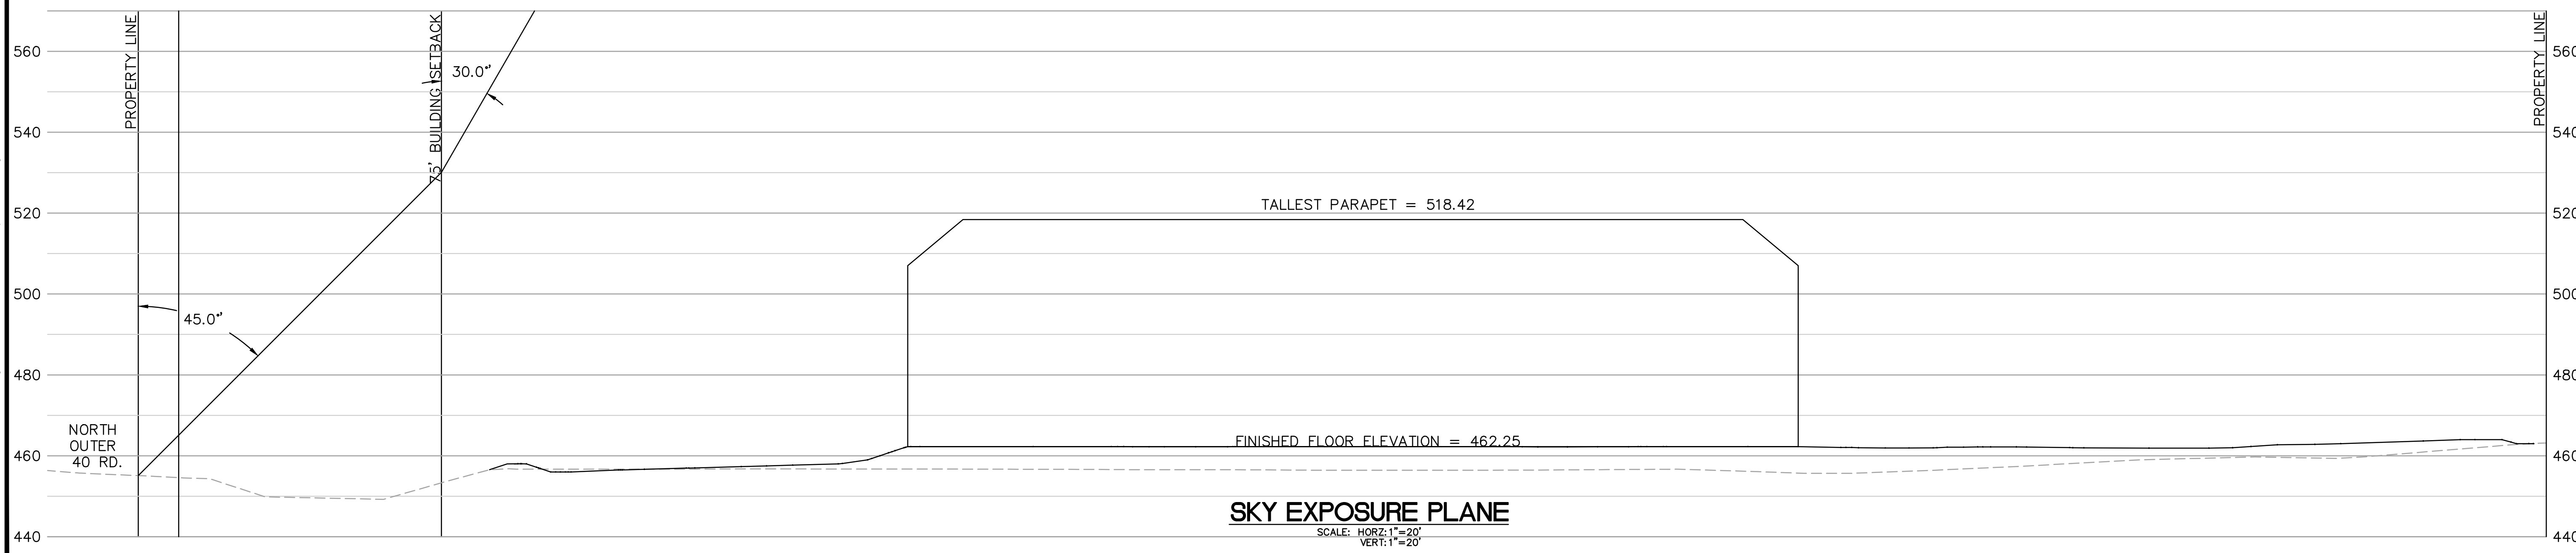 PROPERTY LINE
75' BUILDING SETBACK
30.0°'
PROPERTY LINE
560
560
540
540
TALLEST PARAPET = 518.42
520
520
500
500
45.0°'
480
480
NORTH
OUTER
40 RD.
FINISHED FLOOR ELEVATION = 462.25
460
460
SKY EXPOSURE PLANE
SCALE: HORZ:1"=20'
VERT:1"=20'
440
440